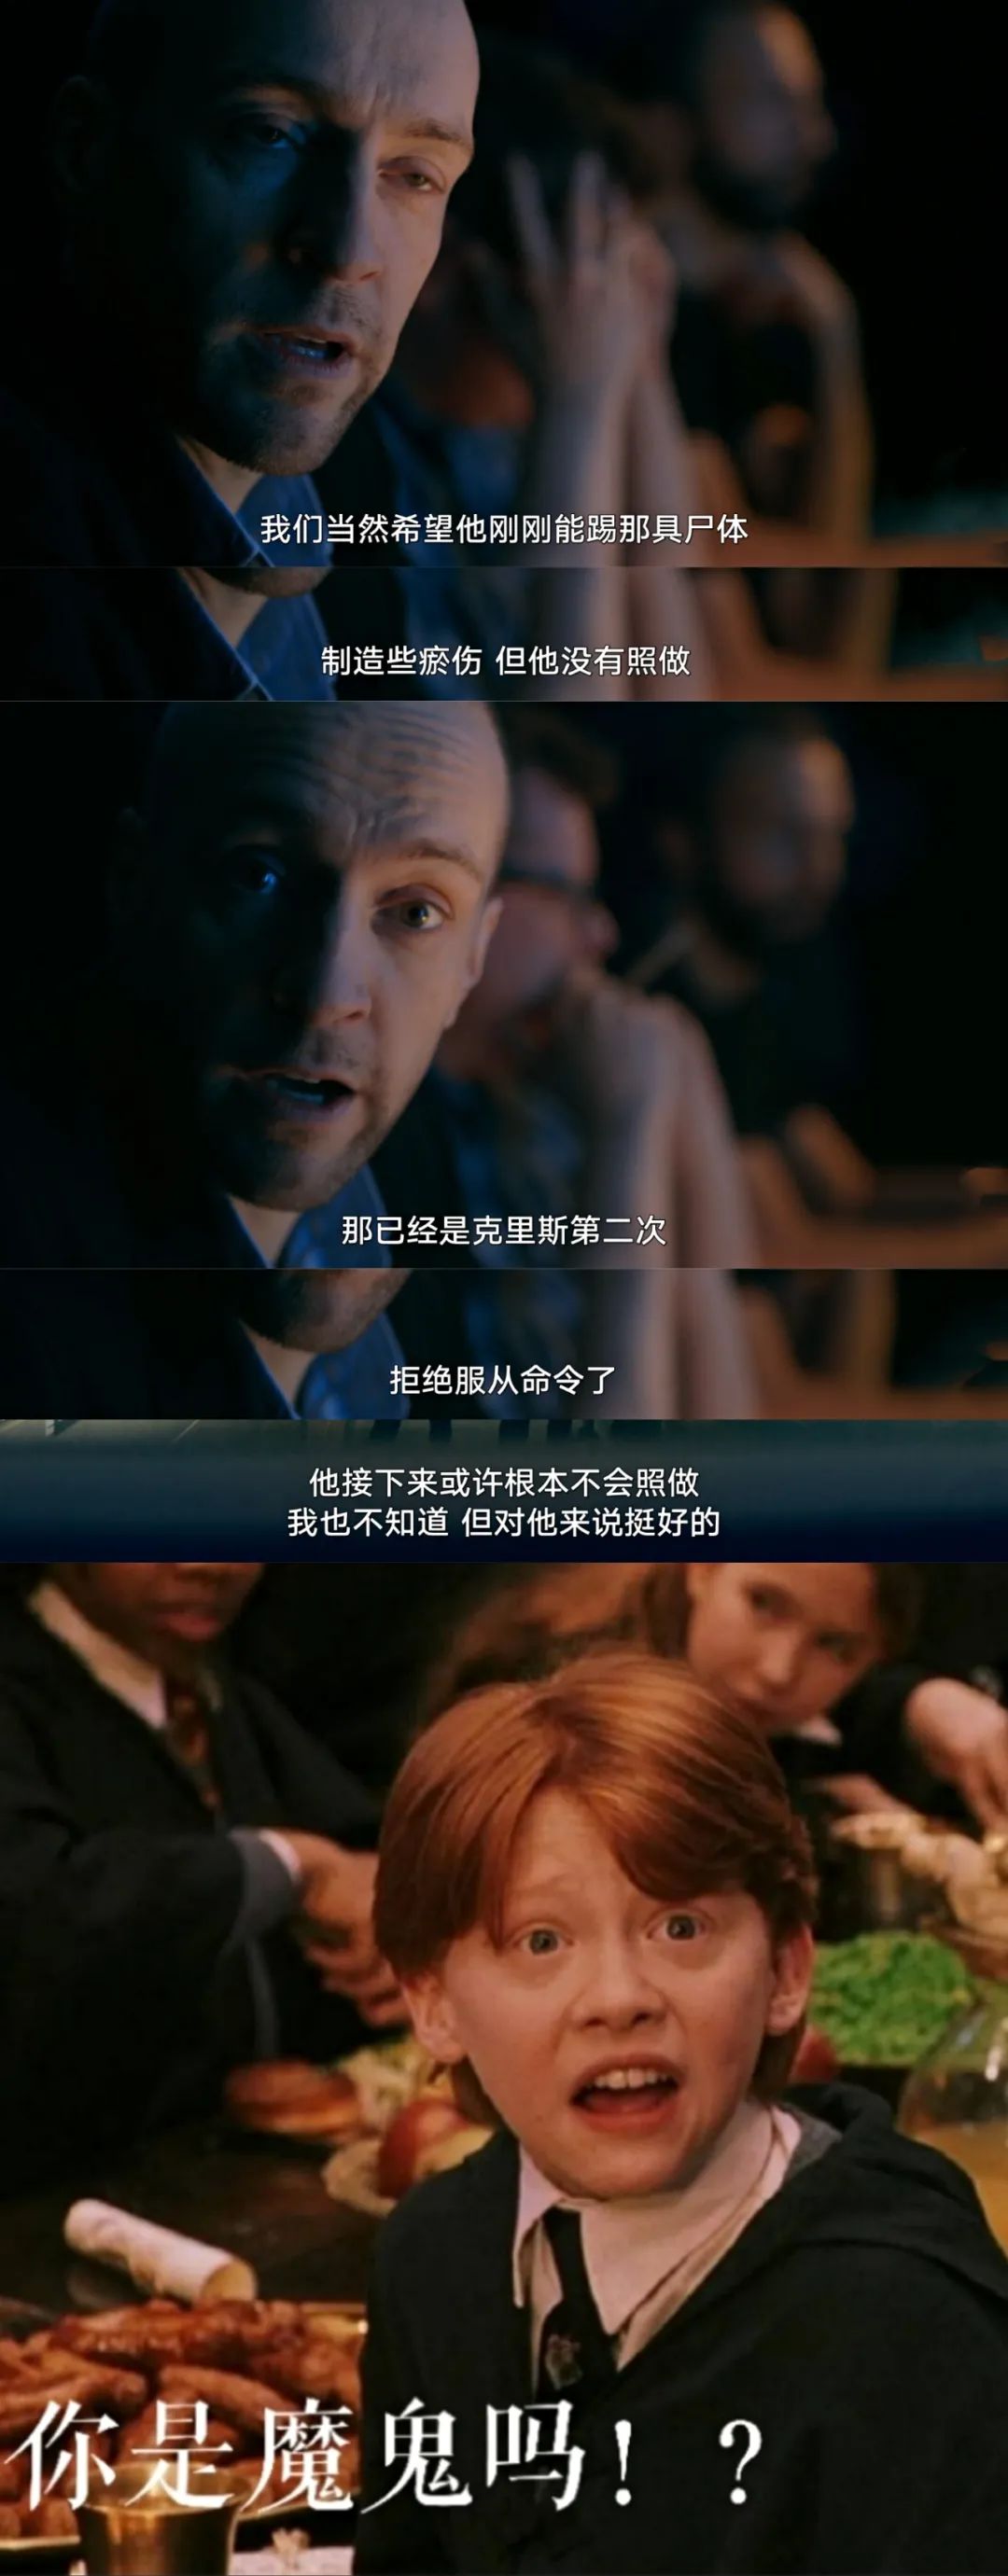 我们当然希望他刚刚能踢那具尸体
制造些瘀伤 但他没有照做
那已经是克里斯第二次
拒绝服从命令了
他接下来或许根本不会照做
我也不知道 但对他来说挺好的
你是魔鬼吗！？